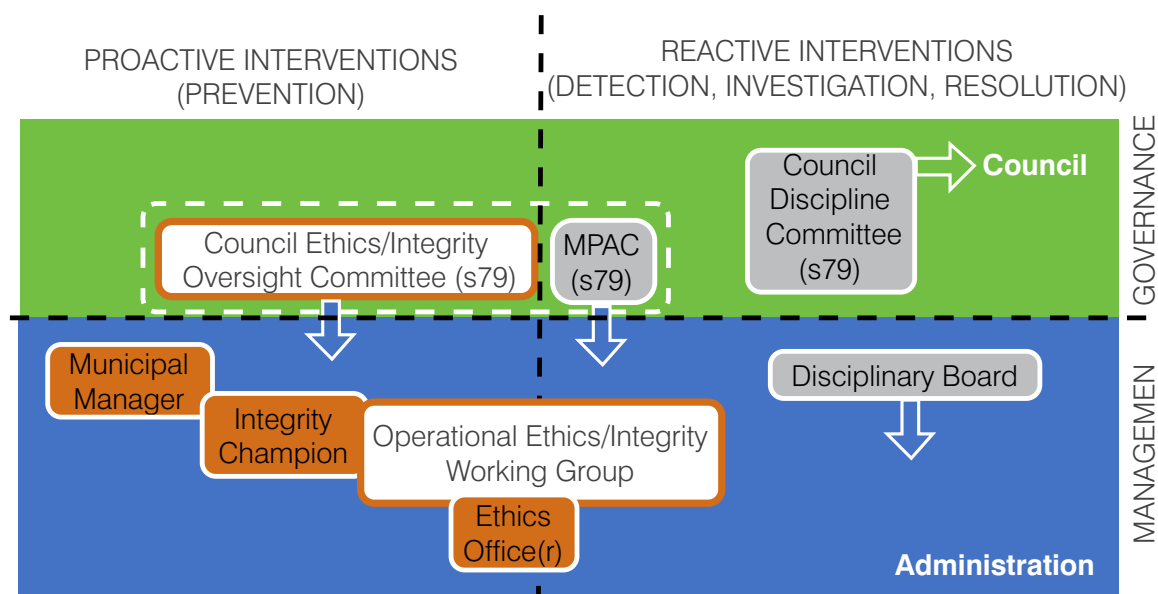 PROACTIVE INTERVENTIONS
(PREVENTION)
REACTIVE INTERVENTIONS
(DETECTION, INVESTIGATION, RESOLUTION)
GOVERNANCE
Council Ethics/Integrity
Oversight Committee (s79)
MPAC
(s79)
Council
Discipline
Committee
(s79)
Council
MANAGEMEN
Municipal
Manager
Integrity
Champion
Operational Ethics/Integrity
Working Group
Ethics
Office(r)
Disciplinary Board
Administration